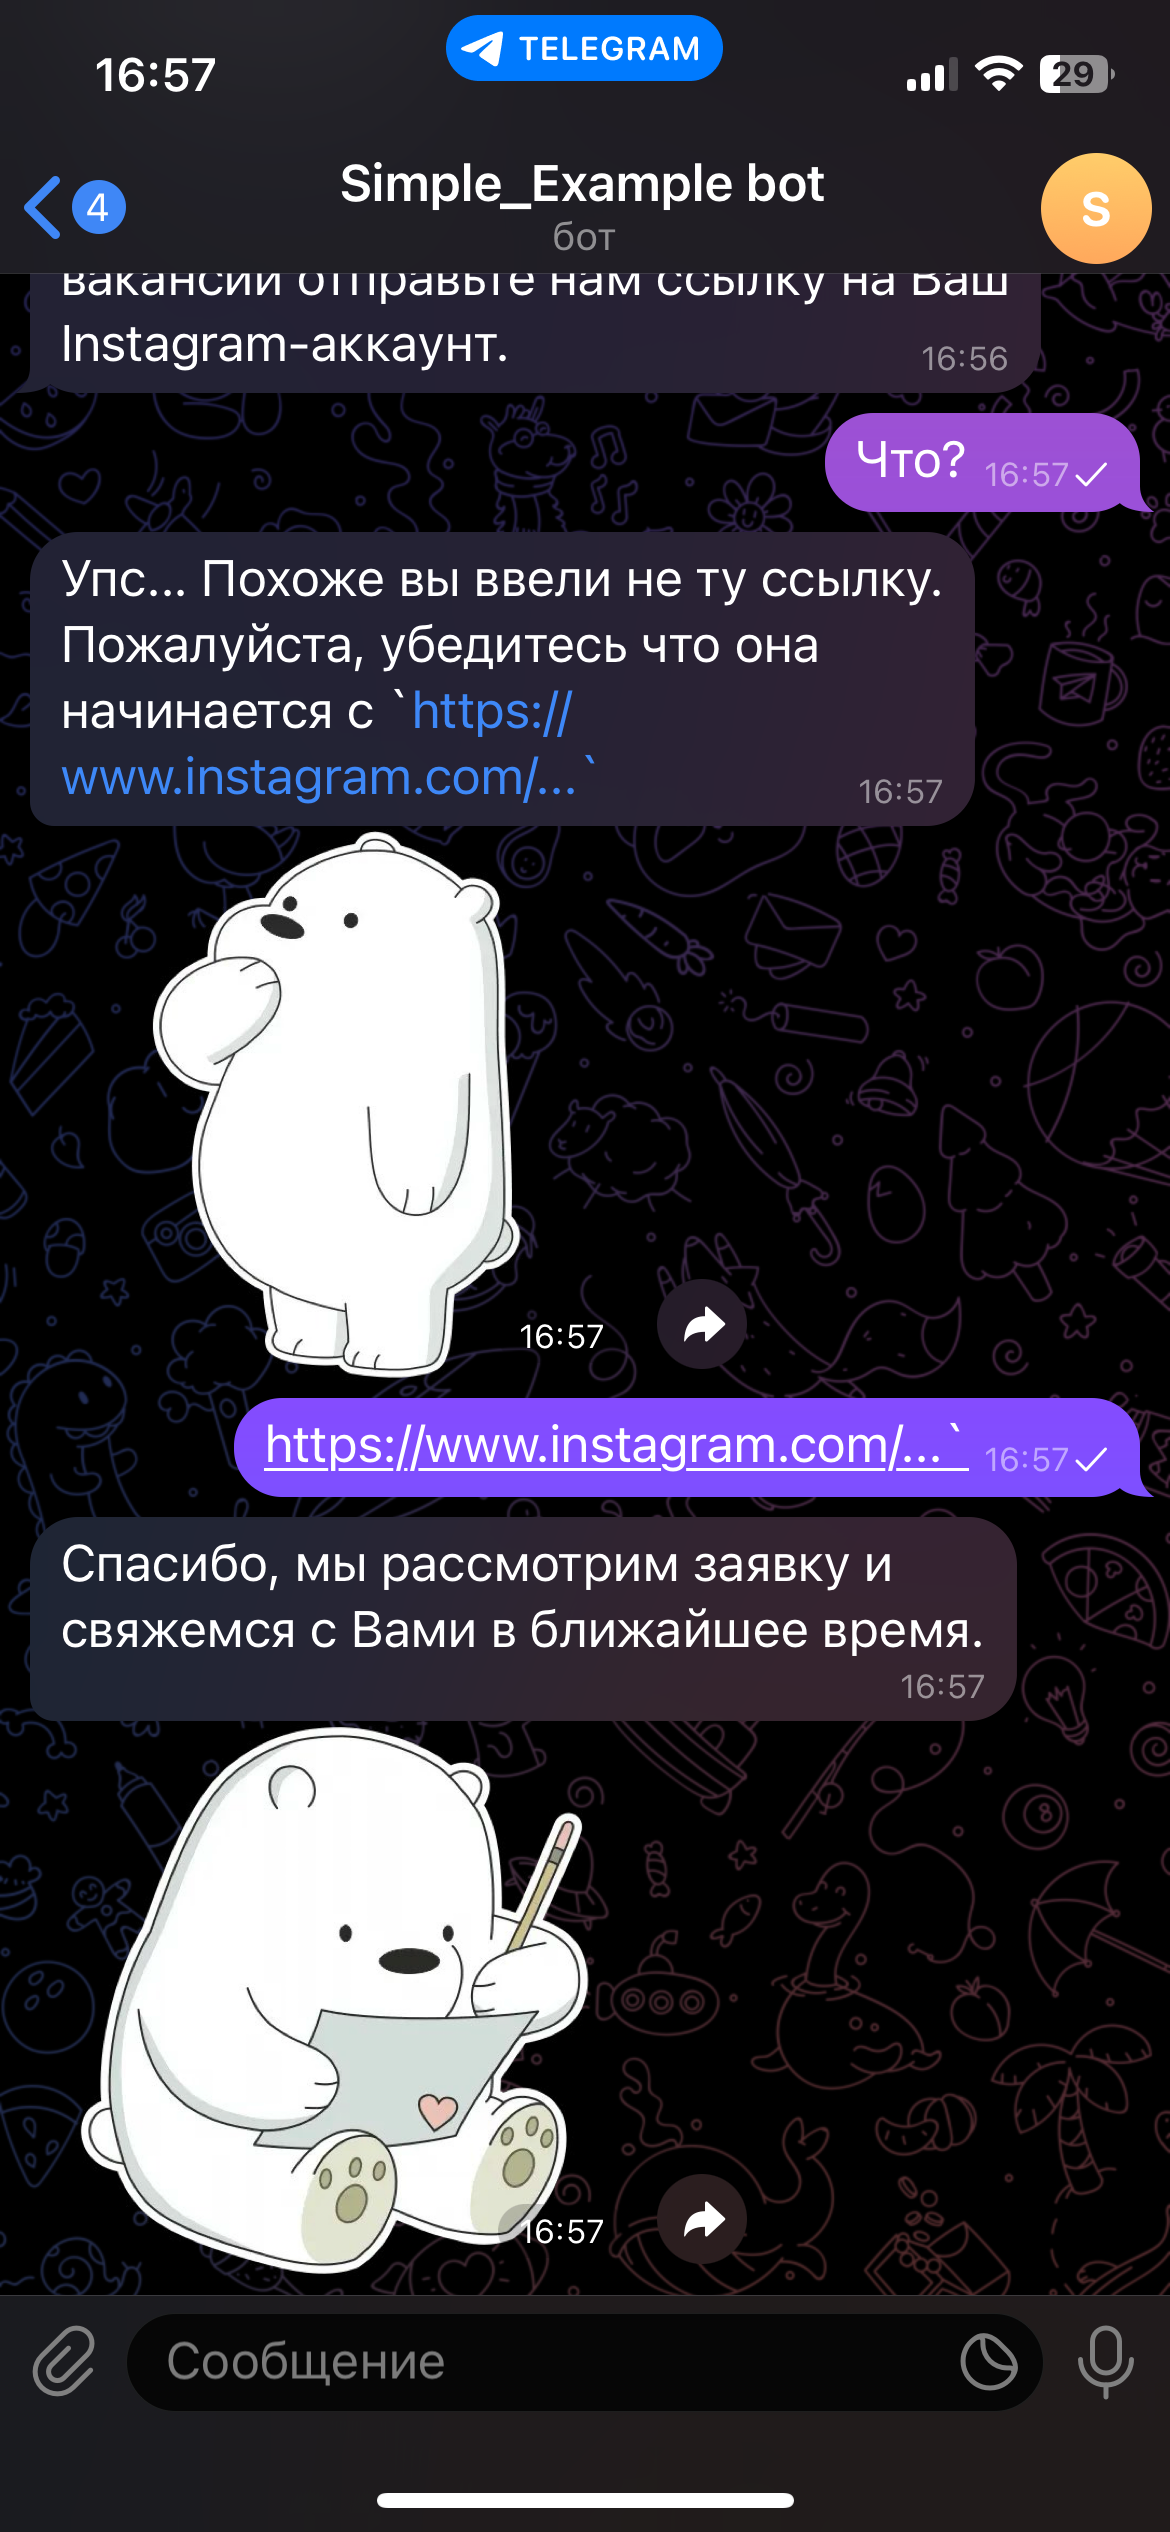 16:57
TELEGRAM
29
4
Simple_Example bot
бот
S
вакансии отправьте нам ссылку на Ваш
Instagram-аккаунт.
16:56
Что?
16:57
Упс... Похоже вы ввели не ту ссылку.
Пожалуйста, убедитесь что она
начинается с `https://
www.instagram.com/...`
16:57
16:57
https://www.instagram.com/...`
16:57
Спасибо, мы рассмотрим заявку и
свяжемся с Вами в ближайшее время.
16:57
16:57
Сообщение